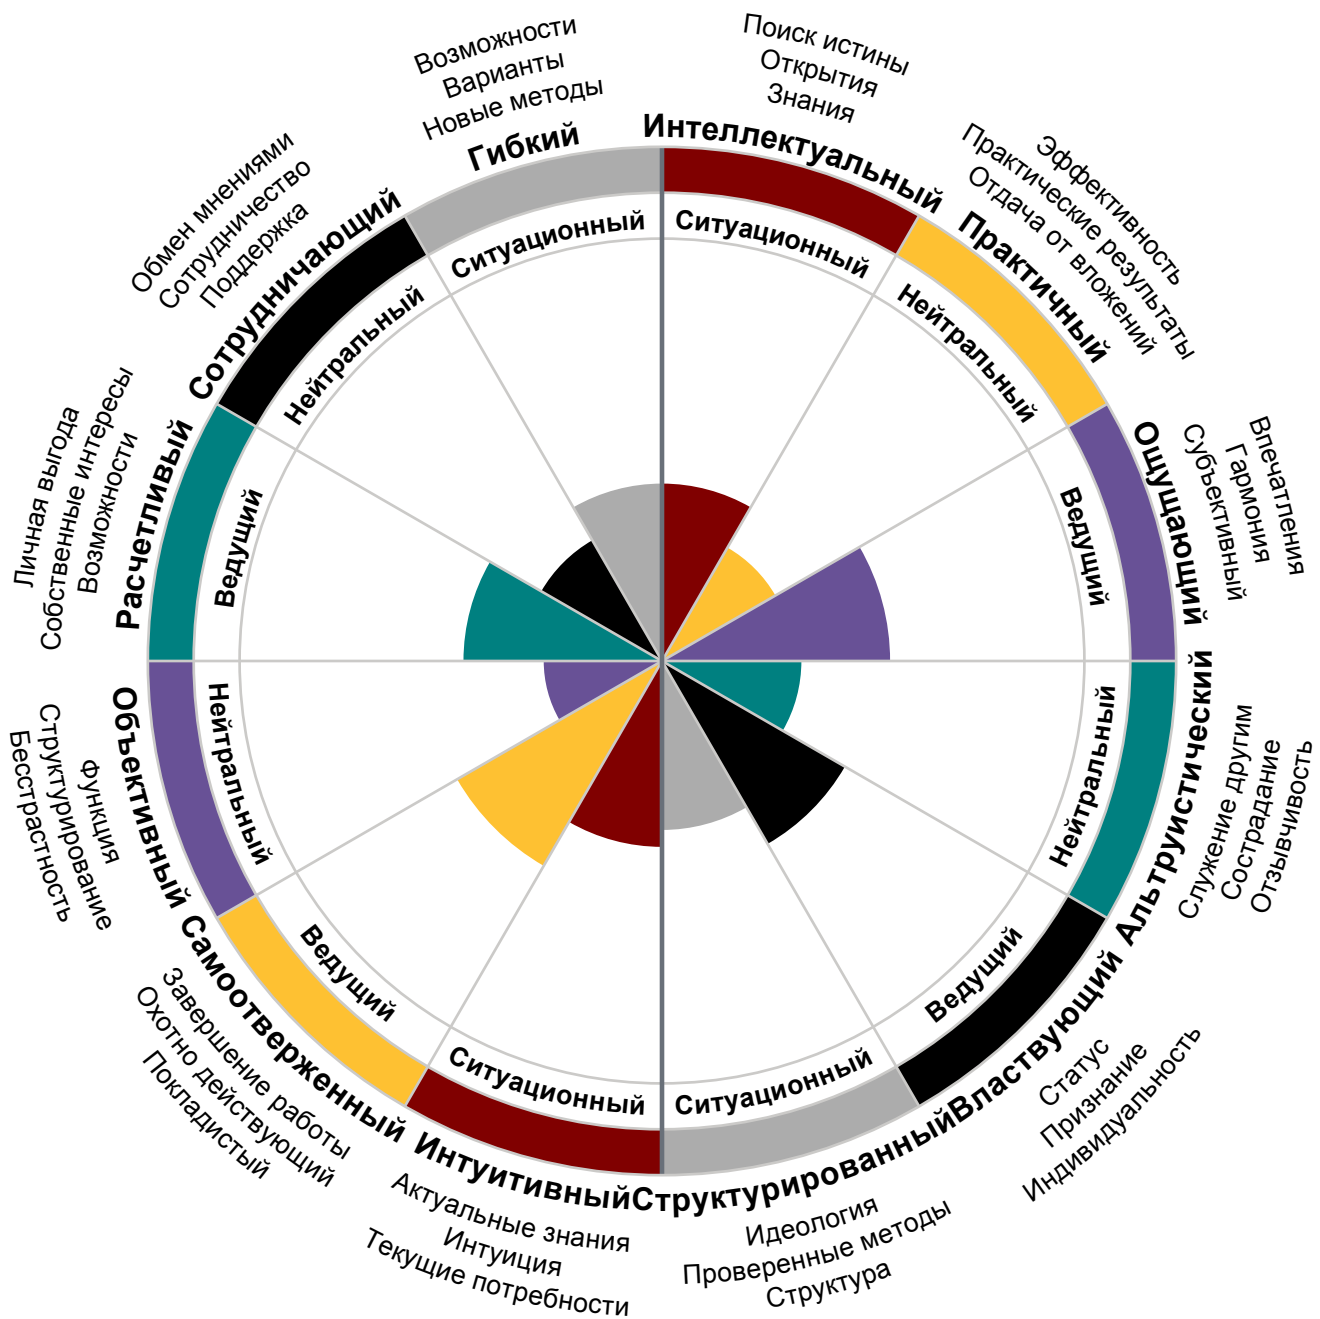 Поиск истины
Открытия
Знания
Интеллектуальный
Ситуационный
Эффективность
Практические результаты
Отдача от вложений
Практичный
Нейтральный
Впечатления
Гармония
Субъективный
Ощущающий
Ведущий
Альтруистический
Нейтральный
Служение другим
Сострадание
Отзывчивость
Властвующий
Ведущий
Статус
Признание
Индивидуальность
Структурированный
Ситуационный
Идеология
Проверенные методы
Структура
Интуитивный
Ситуационный
Актуальные знания
Интуиция
Текущие потребности
Самоотверженный
Ведущий
Завершение работы
Охотно действующий
Покладистый
Объективный
Нейтральный
Функция
Структурирование
Бесстрастность
Личная выгода
Собственные интересы
Возможности
Расчетливый
Ведущий
Обмен мнениями
Сотрудничество
Поддержка
Сотрудничающий
Нейтральный
Возможности
Варианты
Новые методы
Гибкий
Ситуационный